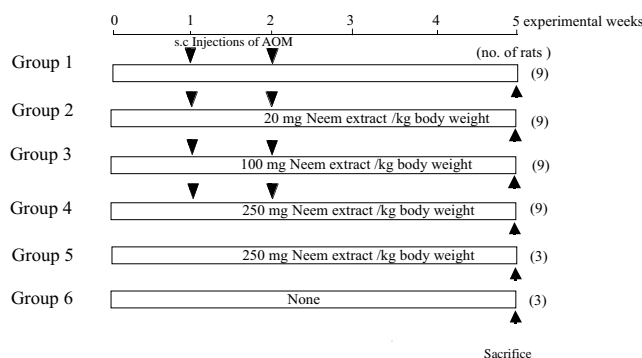 0 1 2 3 4 5 experimental weeks
s.c Injections of AOM
(no. of rats )
Group 1 (9)
Group 2 20 mg Neem extract /kg body weight (9)
Group 3 100 mg Neem extract /kg body weight (9)
Group 4 250 mg Neem extract /kg body weight (9)
Group 5 250 mg Neem extract /kg body weight (3)
Group 6 None (3)
Sacrifice